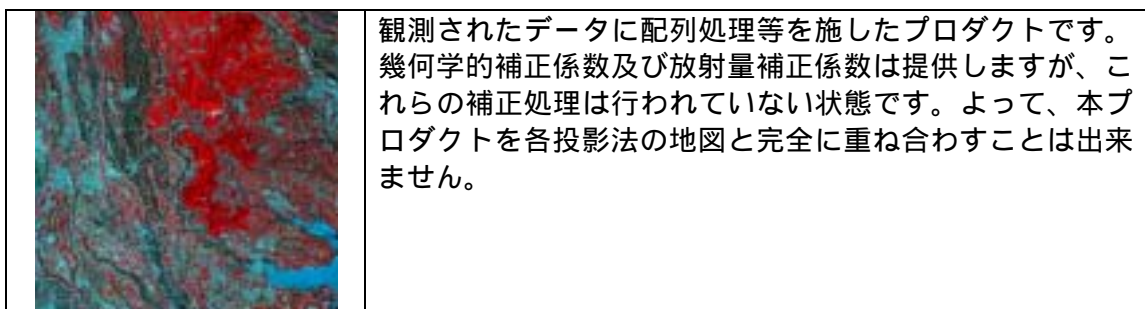 観測されたデータに配列処理等を施したプロダクトです。
幾何学的補正係数及び放射量補正係数は提供しますが、こ
れらの補正処理は行われていない状態です。よって、本プ
ロダクトを各投影法の地図と完全に重ね合わすことは出来
ません。